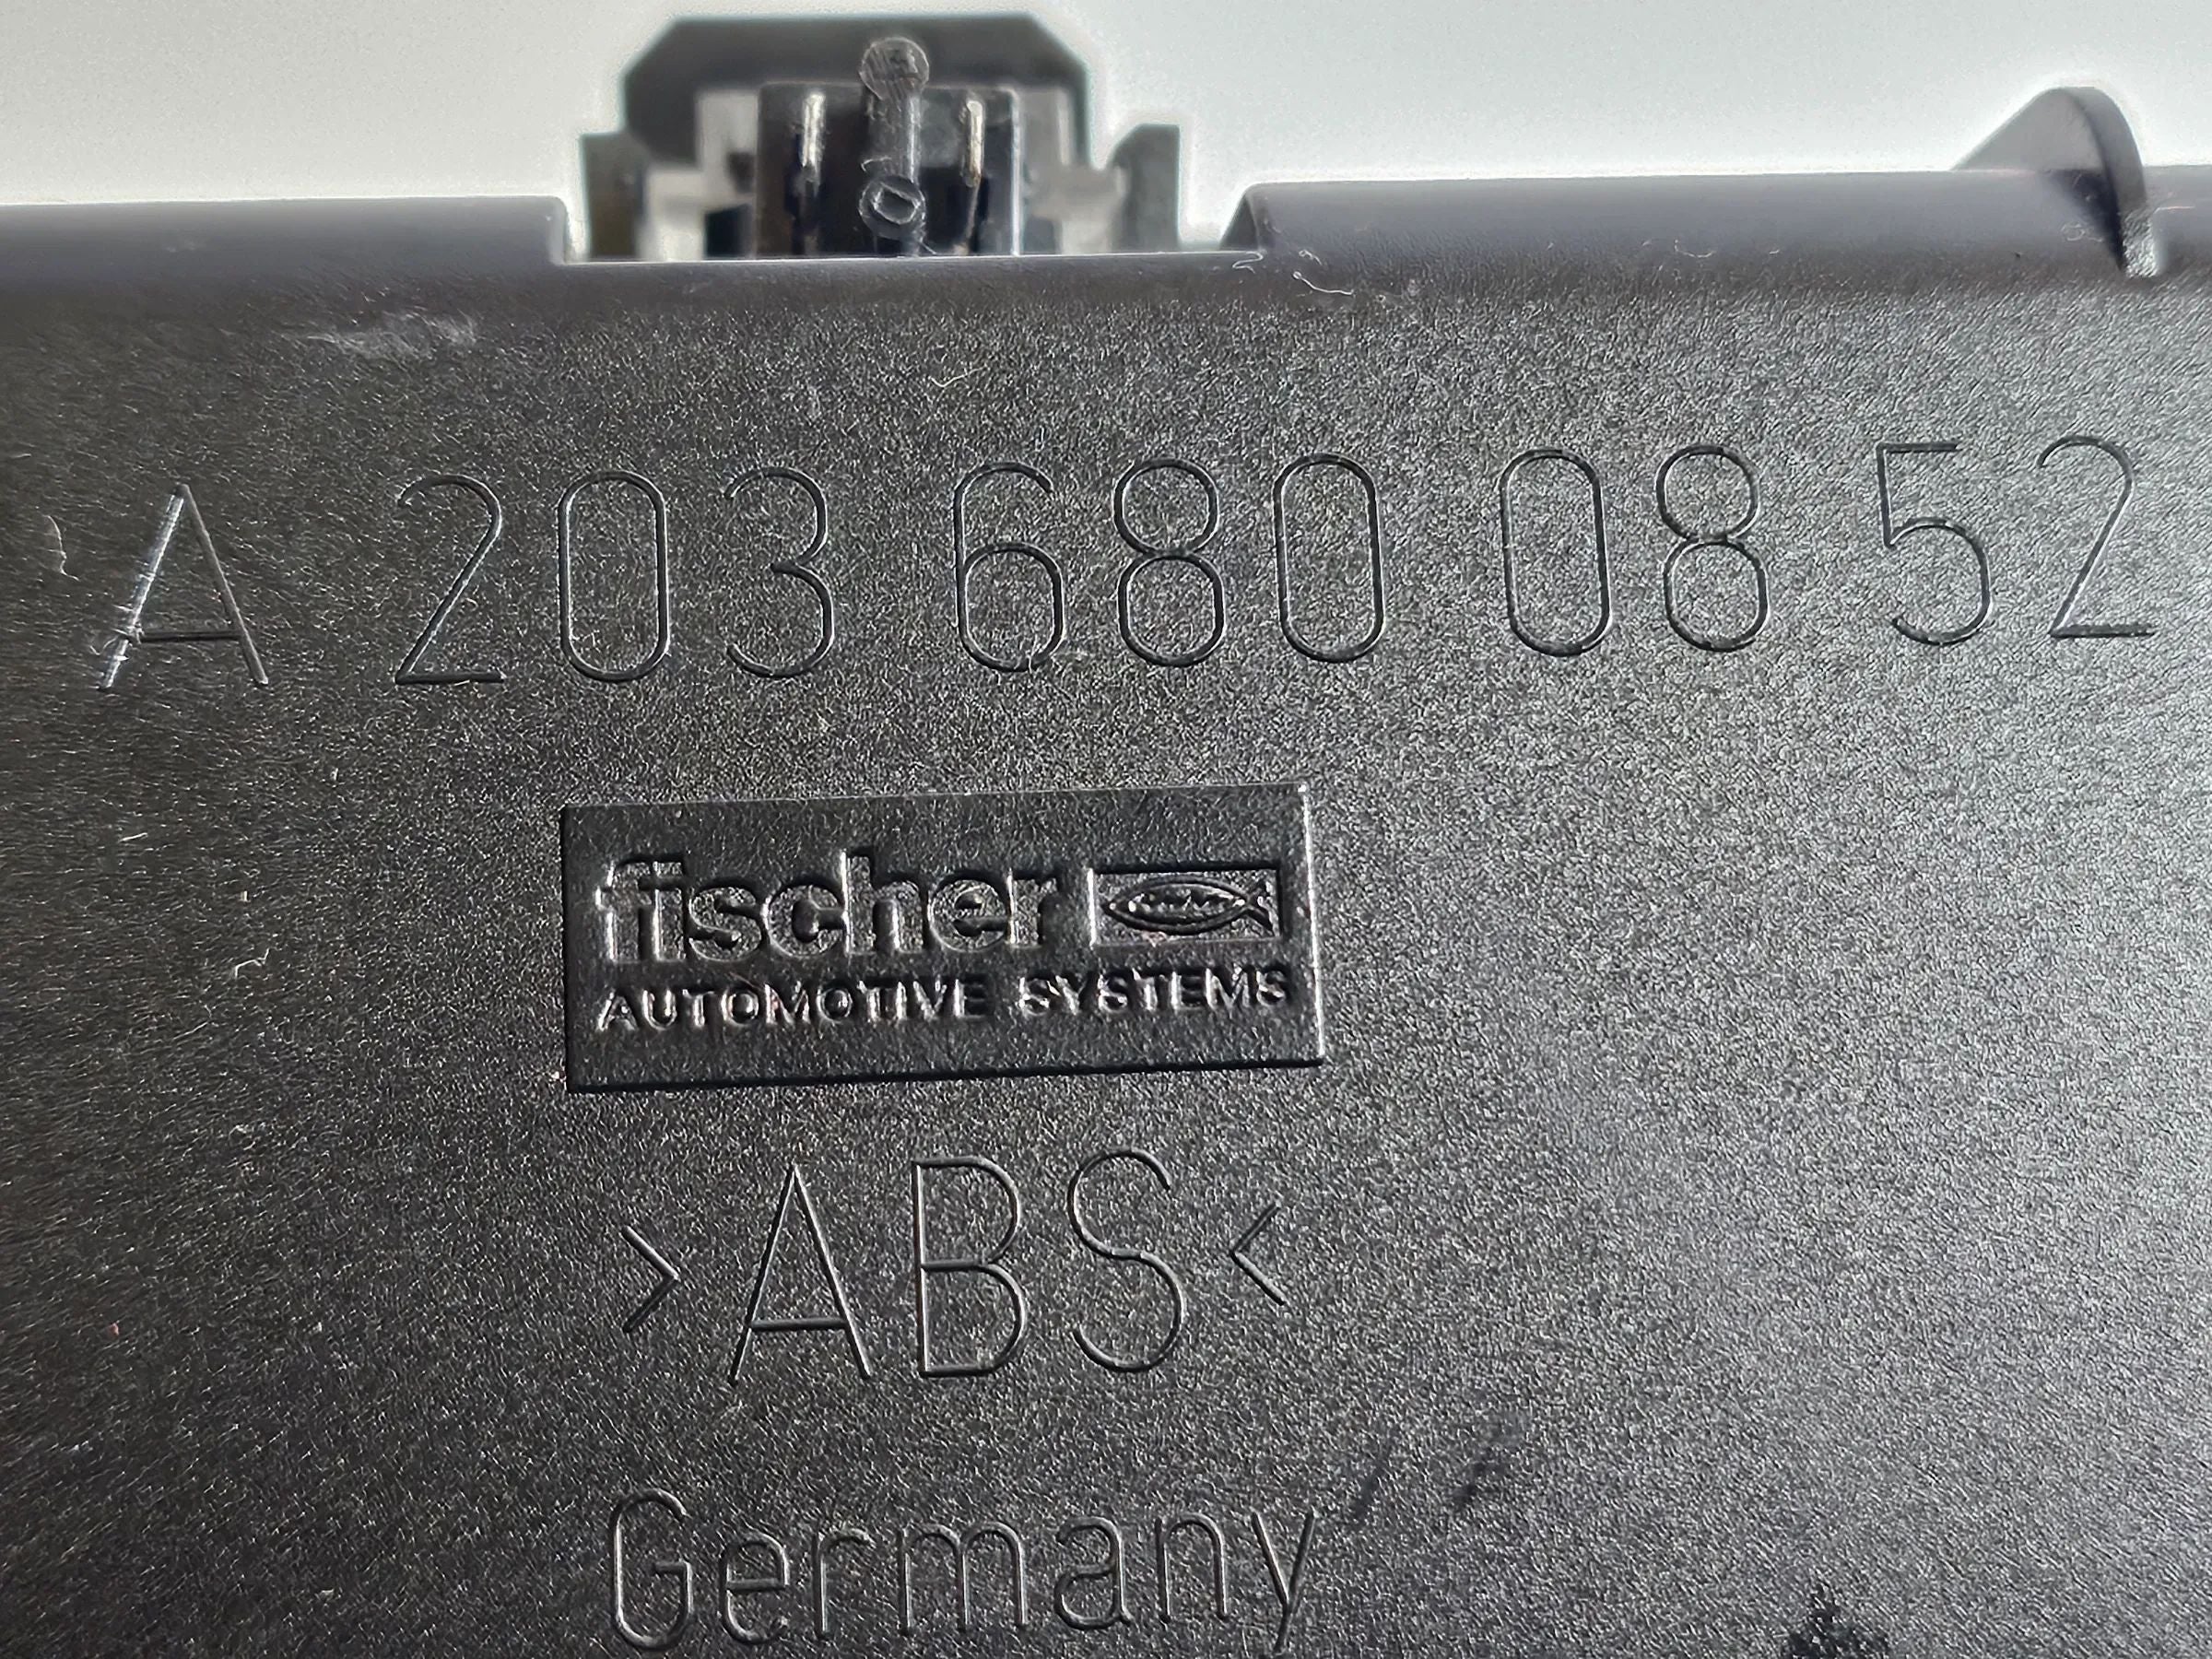 A 203 680 08 52
fischer
AUTOMOTIVE SYSTEMS
>ABS<
Germany